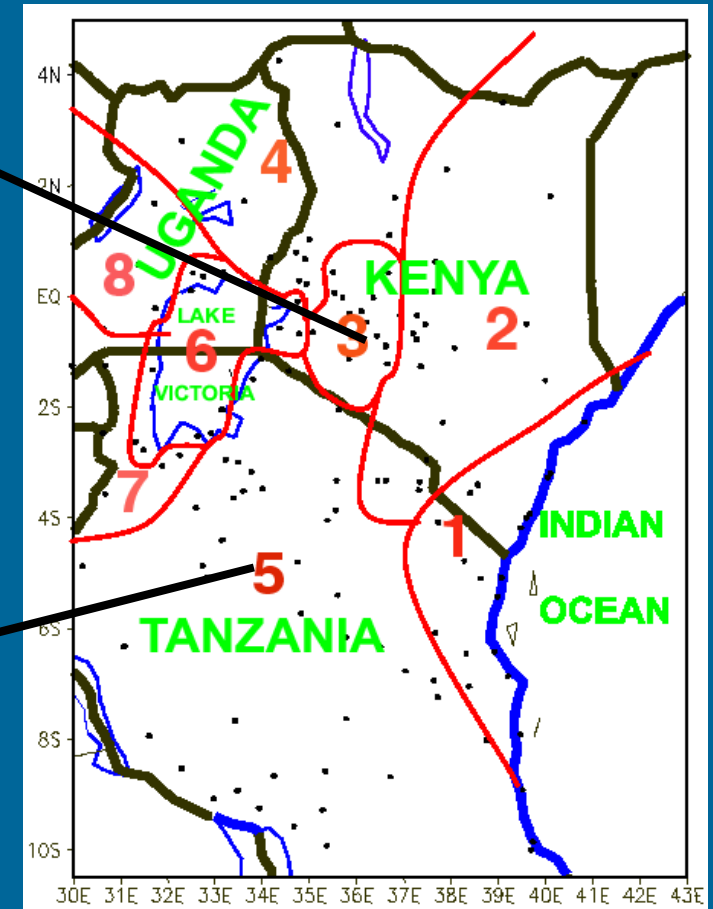 4N
UGANDA
4
2N
8
KENYA
EQ
LAKE
3
2
6
VICTORIA
2S
7
4S
1
INDIAN
5
OCEAN
6S
TANZANIA
8S
10S
30E 31E 32E 33E 34E 35E 36E 37E 38E 39E 40E 41E 42E 43E